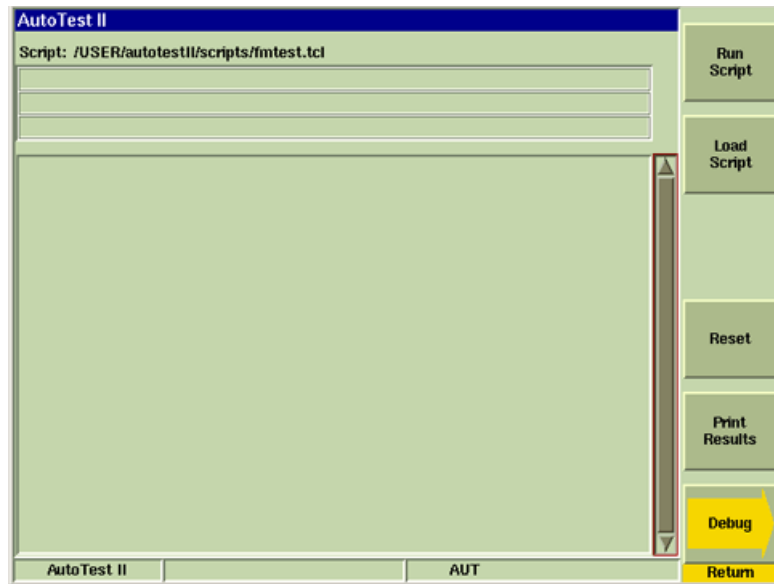 AutoTest II
Script: /USER/autotestII/scripts/fmtest.tcl
Run
Script
Load
Script
Reset
Print
Results
Debug
AutoTest II
AUT
Return